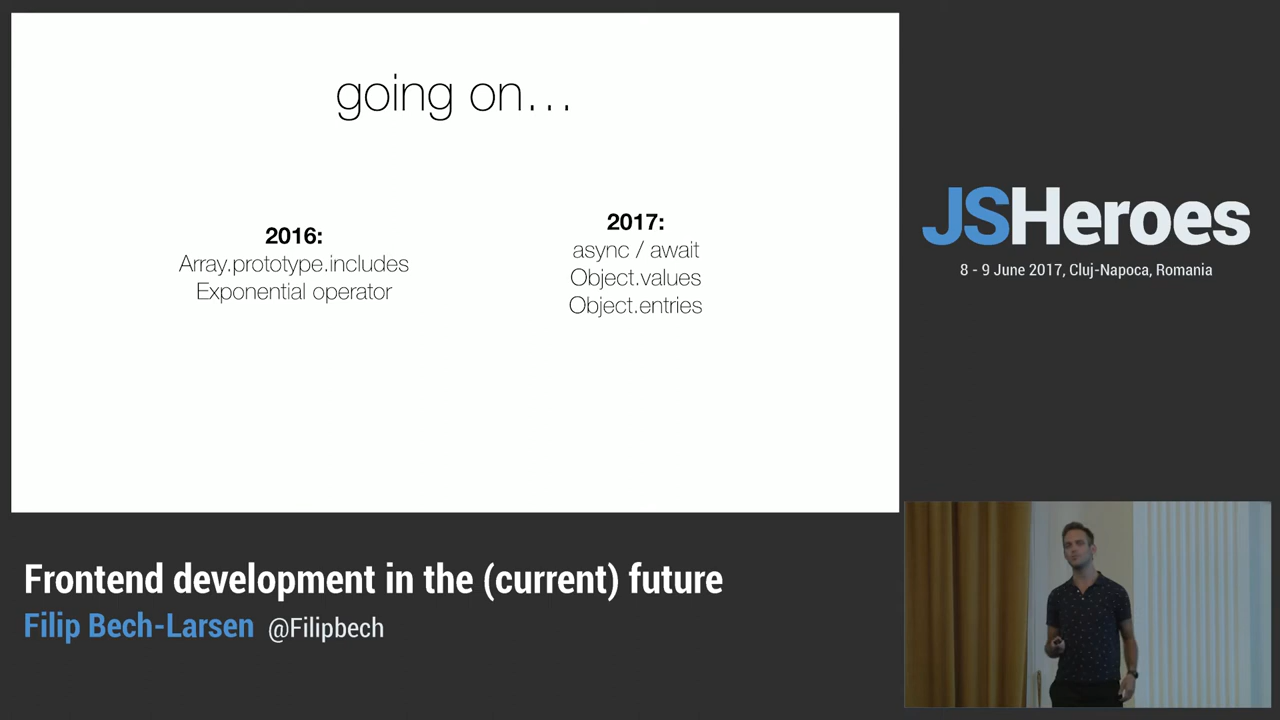 going on...
2016:
Array.prototype.includes
Exponential operator
2017:
async / await
Object.values
Object.entries
JSHeroes
8 - 9 June 2017, Cluj-Napoca, Romania
Frontend development in the (current) future
Filip Bech-Larsen @Filipbech